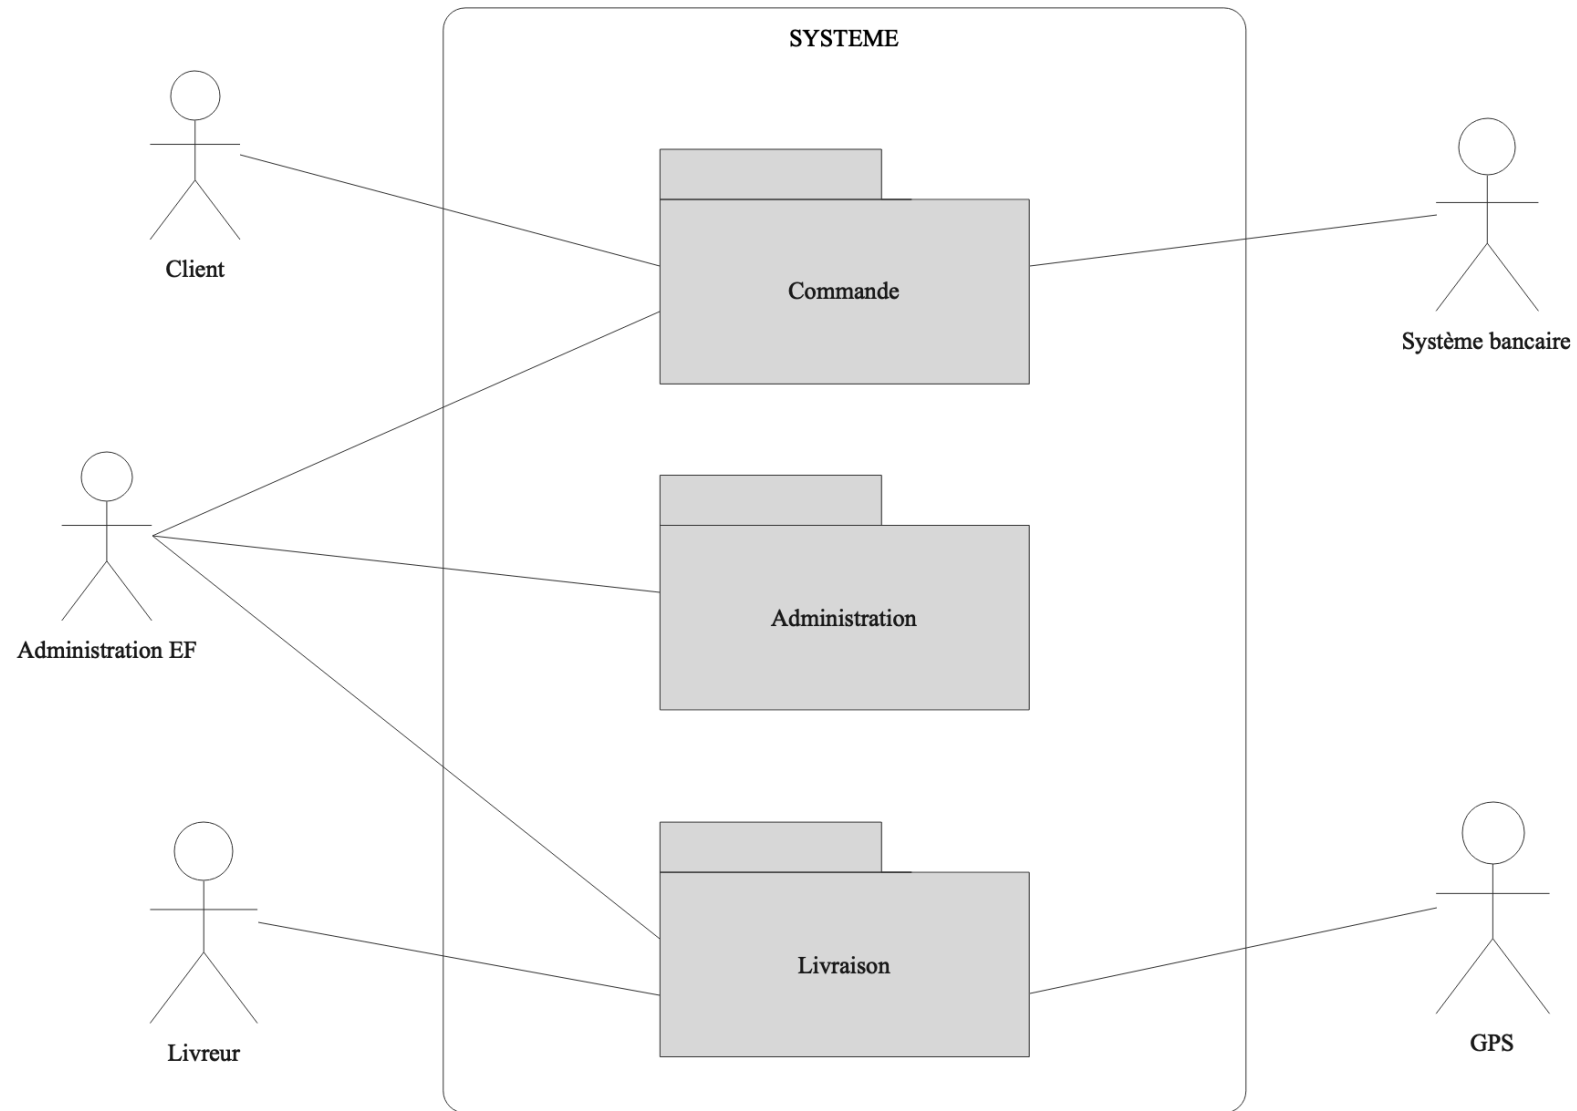 SYSTEME
Client
Commande
Système bancaire
Administration
Administration EF
Livraison
Livreur
GPS